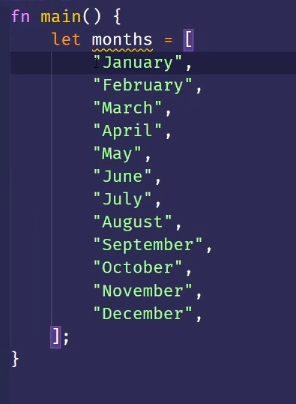 fn main() {
    let months = [
        "January",
        "February",
        "March",
        "April",
        "May",
        "June",
        "July",
        "August",
        "September",
        "October",
        "November",
        "December",
    ];
}